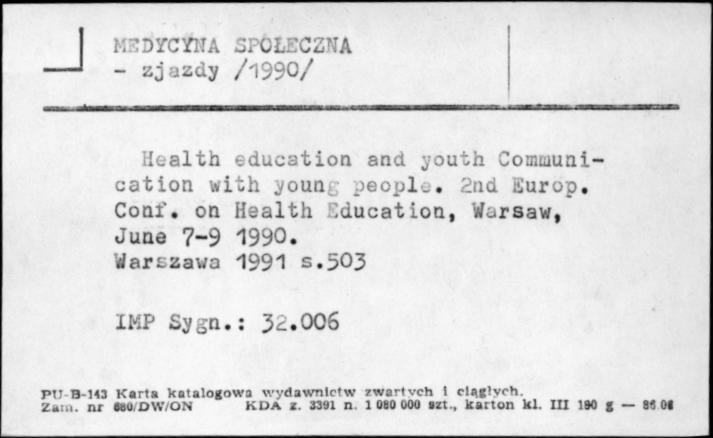 MEDYCYNA SPOŁECZNA
- zjazdy /1990/
Health education and youth Communi-
cation with young people. 2nd Europ.
Conf. on Health Education, Warsaw,
June 7-9 1990.
Warszawa 1991 s.503
IMP Sygn.: 32.006
PU-B-143 Karta katalogowa wydawnictw zwartych i ciągłych.
Zam. nr 680/DW/ON KDA z. 3391 n. 1 080 000 szt., karton kl. III 190 g — 86.06